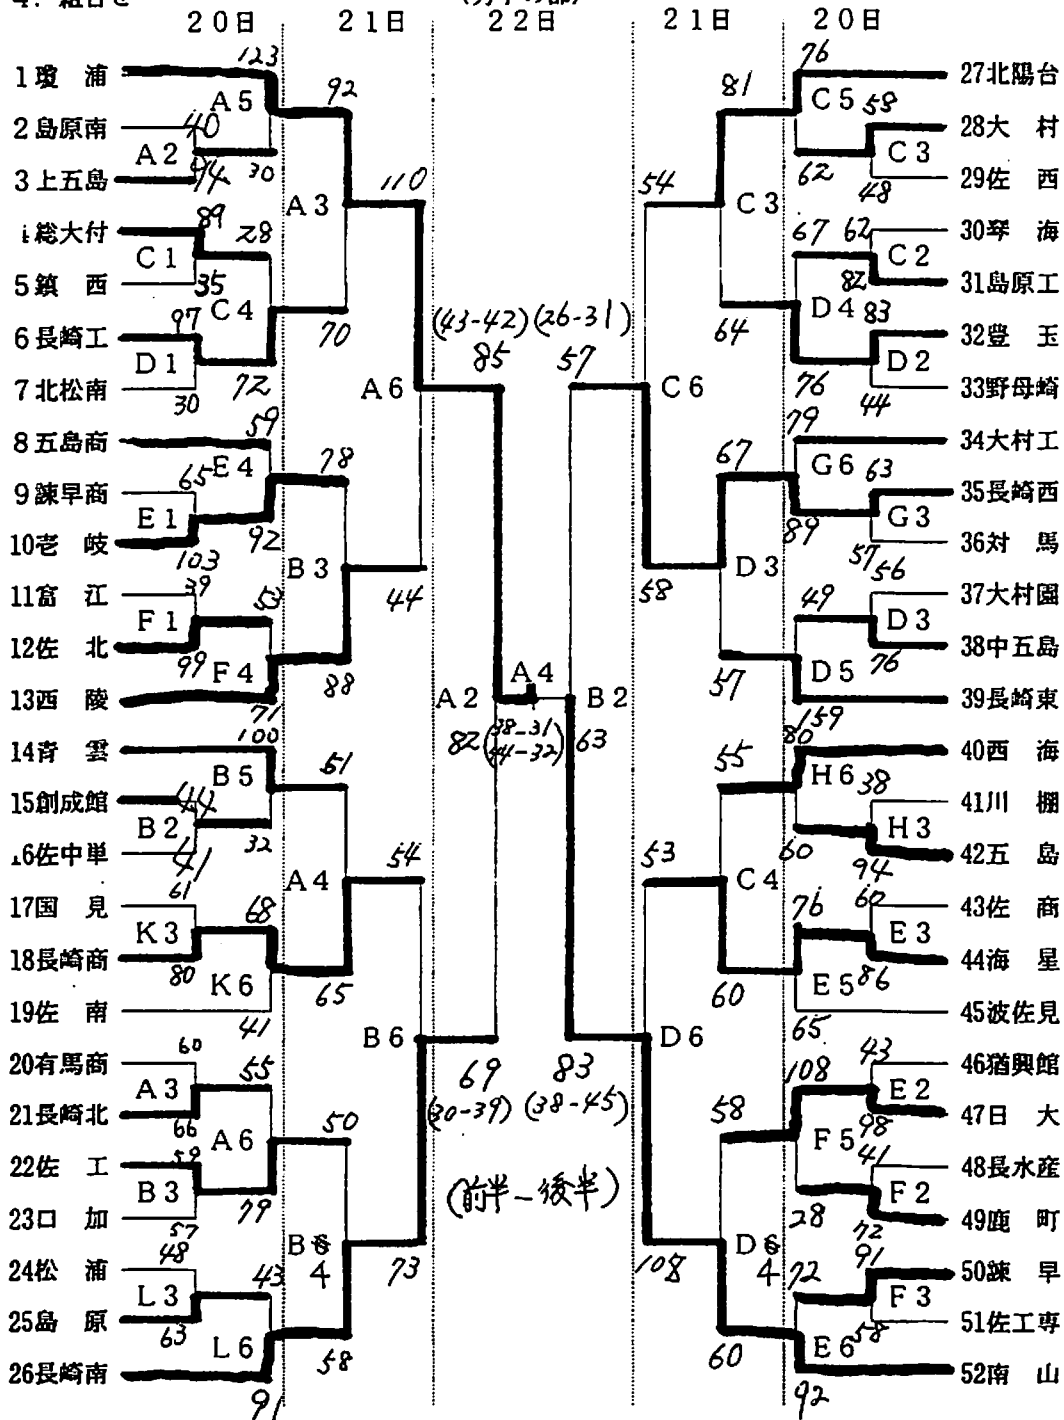 4. 組合せ
20日 21日 22日 21日 20日
1瓊浦 123 92 81 76 27北陽台
A5 C5 58
2島原南 40 28大村
A2 C3
3上五島 44 30 A3 110 54 C3 62 48 29佐西
総大付 89 28 67 62 30琴海
C1 C2
5鎮西 35 C4 82 31島原工
6長崎工 97 70 (43-42) (26-31) 64 D4 83 32豊玉
D1 85 57 D2
7北松南 30 72 A6 C6 76 44 33野母崎
8五島商 59 78 67 79 34大村工
9諫早商 65 E4 G6 63 35長崎西
E1 G3
10壱岐 103 92 B3 D3 89 57 36対馬
11富江 39 53 44 58 49 56 37大村園
F1 D3
12佐北 99 F4 88 57 D5 76 38中五島
13西陵 71 A2 A4 B2 159 39長崎東
14青雲 100 51 82 (38-31 44-32) 63 55 80 40西海
15創成館 44 B5 H6 38 41川棚
B2 H3
6佐中単 41 32 54 53 60 94 42五島
17国見 61 68 A4 C4 76 60 43佐商
K3 E3
18長崎商 80 K6 65 60 E5 86 44海星
19佐南 41 B6 D6 65 45波佐見
20有馬商 60 55 69 83 108 43 46猶興館
A3 (30-39) (38-45) E2
21長崎北 66 A6 50 58 F5 98 47日大
22佐工 59 41 48長水産
B3 (前半-後半) F2
23口加 57 79 B6 4 D6 4 28 72 49鹿町
24松浦 48 43 73 108 72 91 50諫早
L3 F3
25島原 63 L6 58 60 E6 58 51佐工専
26長崎南 91 92 52南山